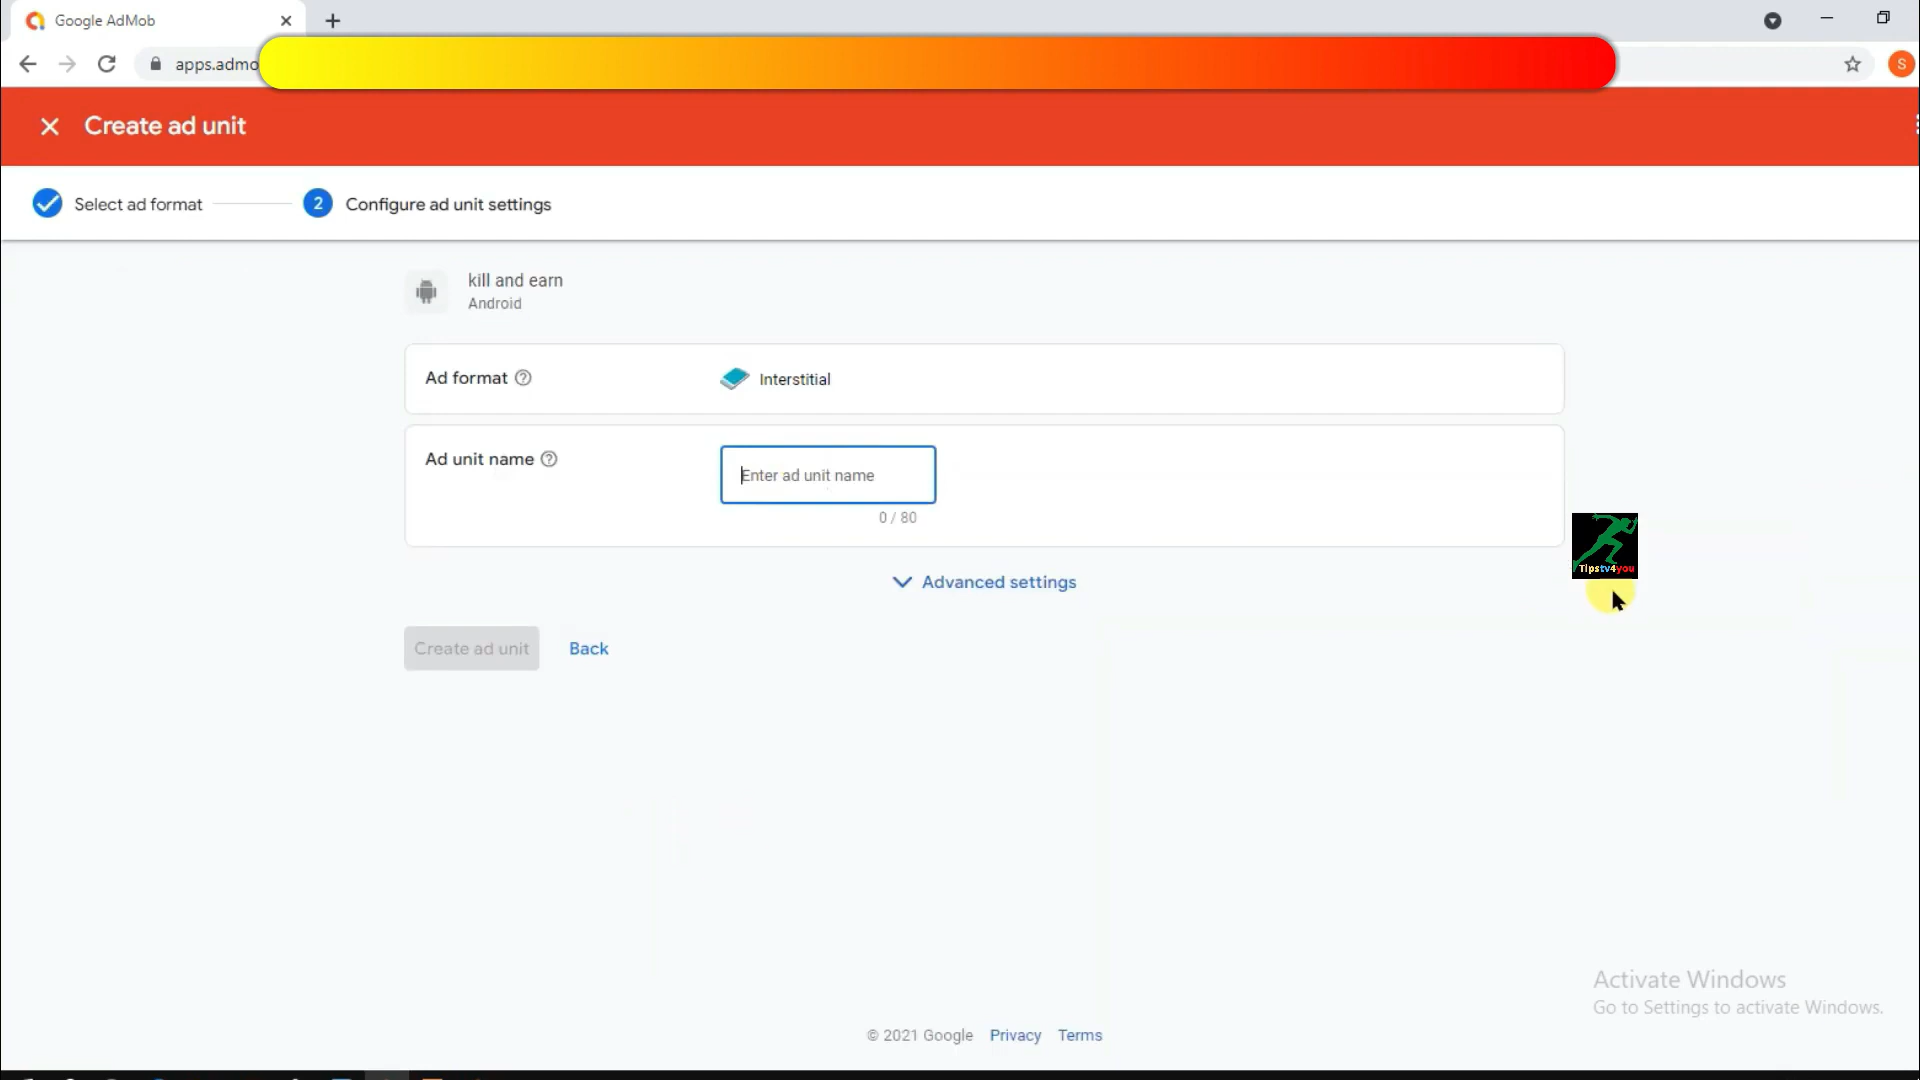 Google AdMob
apps.admo
S
Create ad unit
Select ad format
2 Configure ad unit settings
kill and earn
Android
Ad format
Interstitial
Ad unit name
Enter ad unit name
0 / 80
Tipstv4you
Advanced settings
Create ad unit
Back
Activate Windows
Go to Settings to activate Windows.
© 2021 Google Privacy Terms